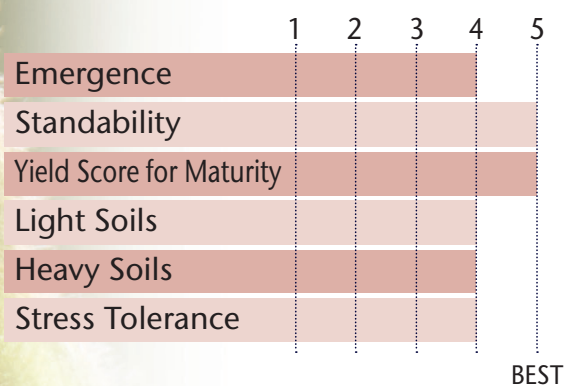 1 2 3 4 5
Emergence
Standability
Yield Score for Maturity
Light Soils
Heavy Soils
Stress Tolerance
BEST